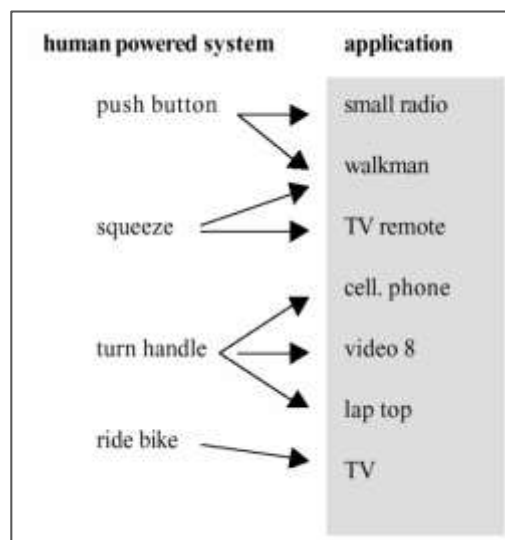 human powered system application
push button small radio
walkman
squeeze TV remote
cell. phone
turn handle video 8
lap top
ride bike
TV